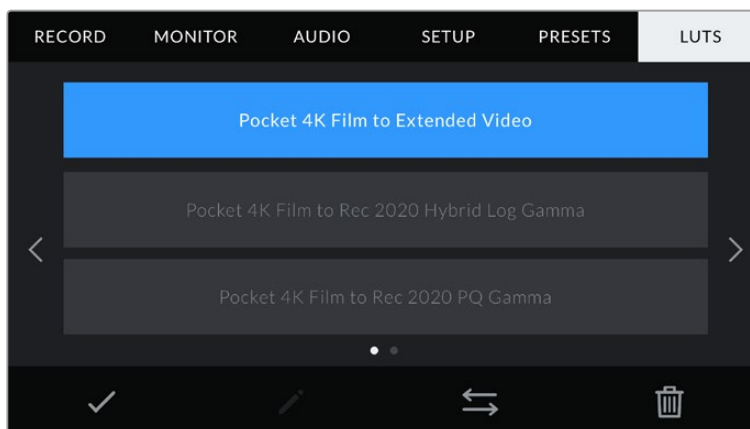 RECORD MONITOR AUDIO SETUP PRESETS LUTS
Pocket 4K Film to Extended Video
Pocket 4K Film to Rec 2020 Hybrid Log Gamma
Pocket 4K Film to Rec 2020 PQ Gamma